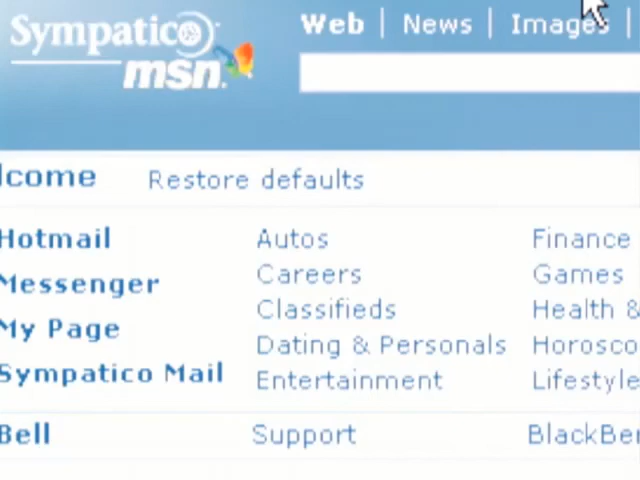 Sympatico
msn
Web | News | Images |
lcome Restore defaults
Hotmail Autos Finance
Messenger Careers Games
My Page Classifieds Health &
Sympatico Mail Dating & Personals Horosco
Entertainment Lifestyle
Bell Support BlackBer